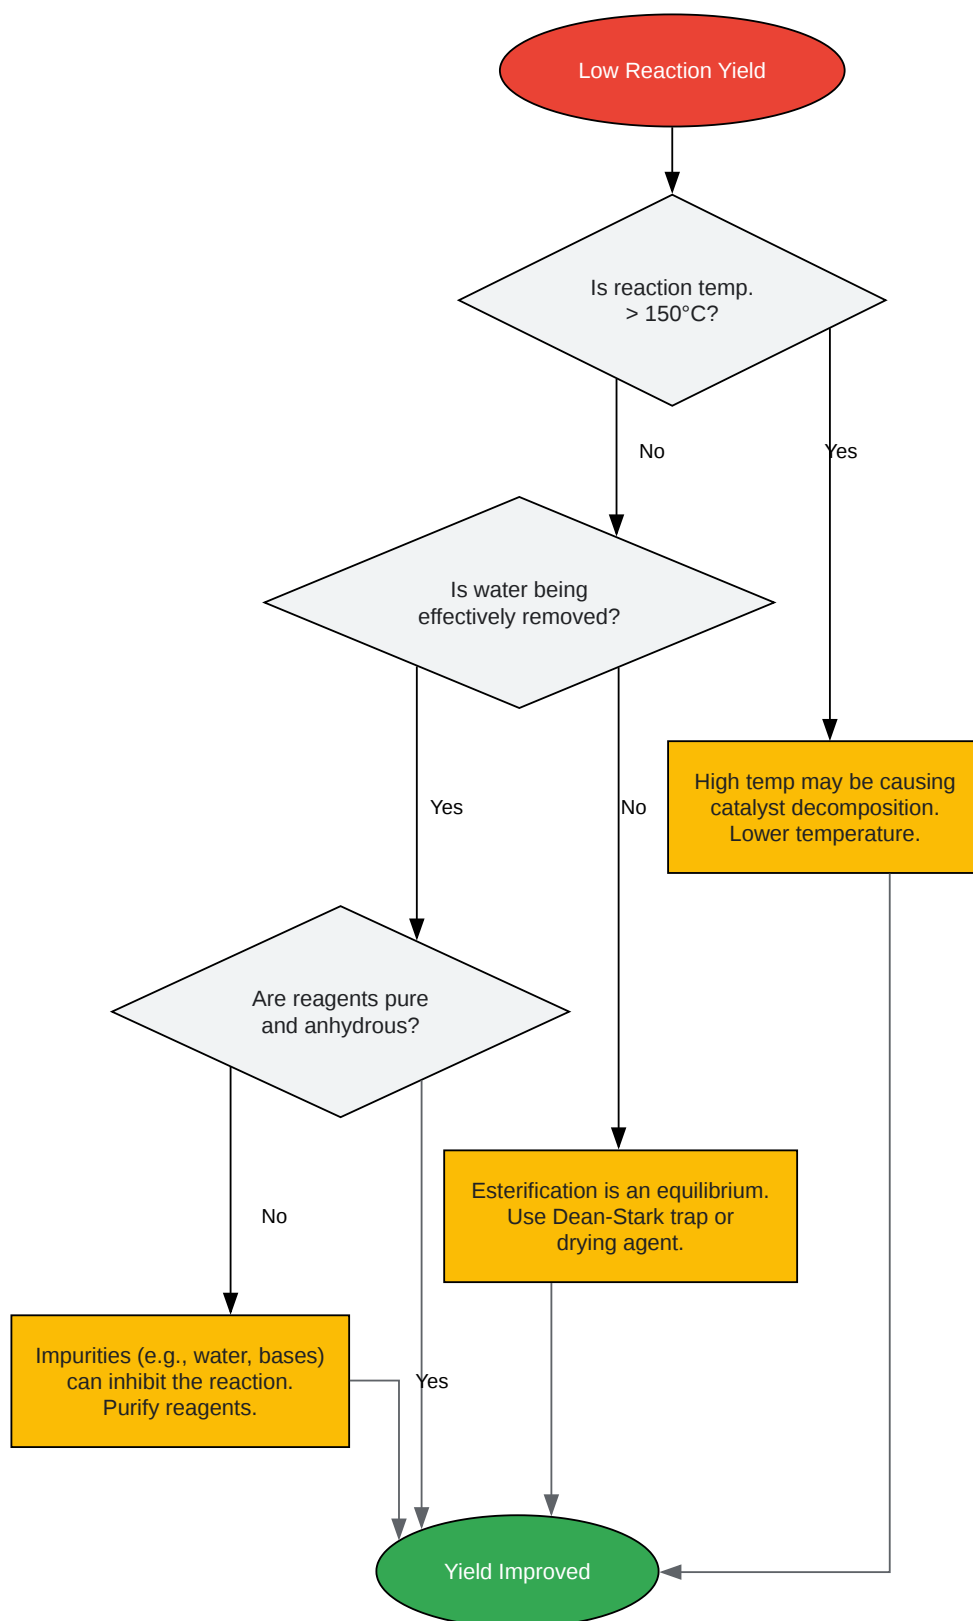 Low Reaction Yield
Is reaction temp.
> 150°C?
No
Yes
Is water being
effectively removed?
High temp may be causing
catalyst decomposition.
Lower temperature.
Yes
No
Are reagents pure
and anhydrous?
Esterification is an equilibrium.
Use Dean-Stark trap or
drying agent.
No
Impurities (e.g., water, bases)
can inhibit the reaction.
Purify reagents.
Yes
Yield Improved